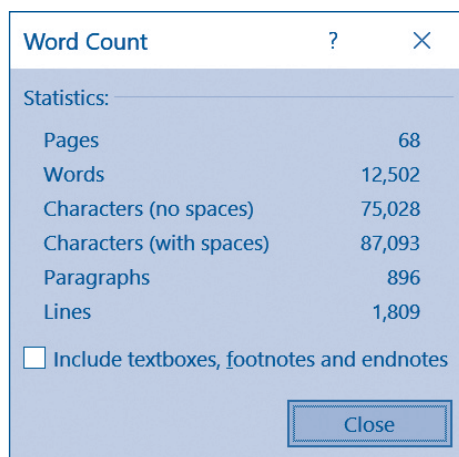 Word Count ?
Statistics:
Pages 68
Words 12,502
Characters (no spaces) 75,028
Characters (with spaces) 87,093
Paragraphs 896
Lines 1,809
Include textboxes, footnotes and endnotes
Close